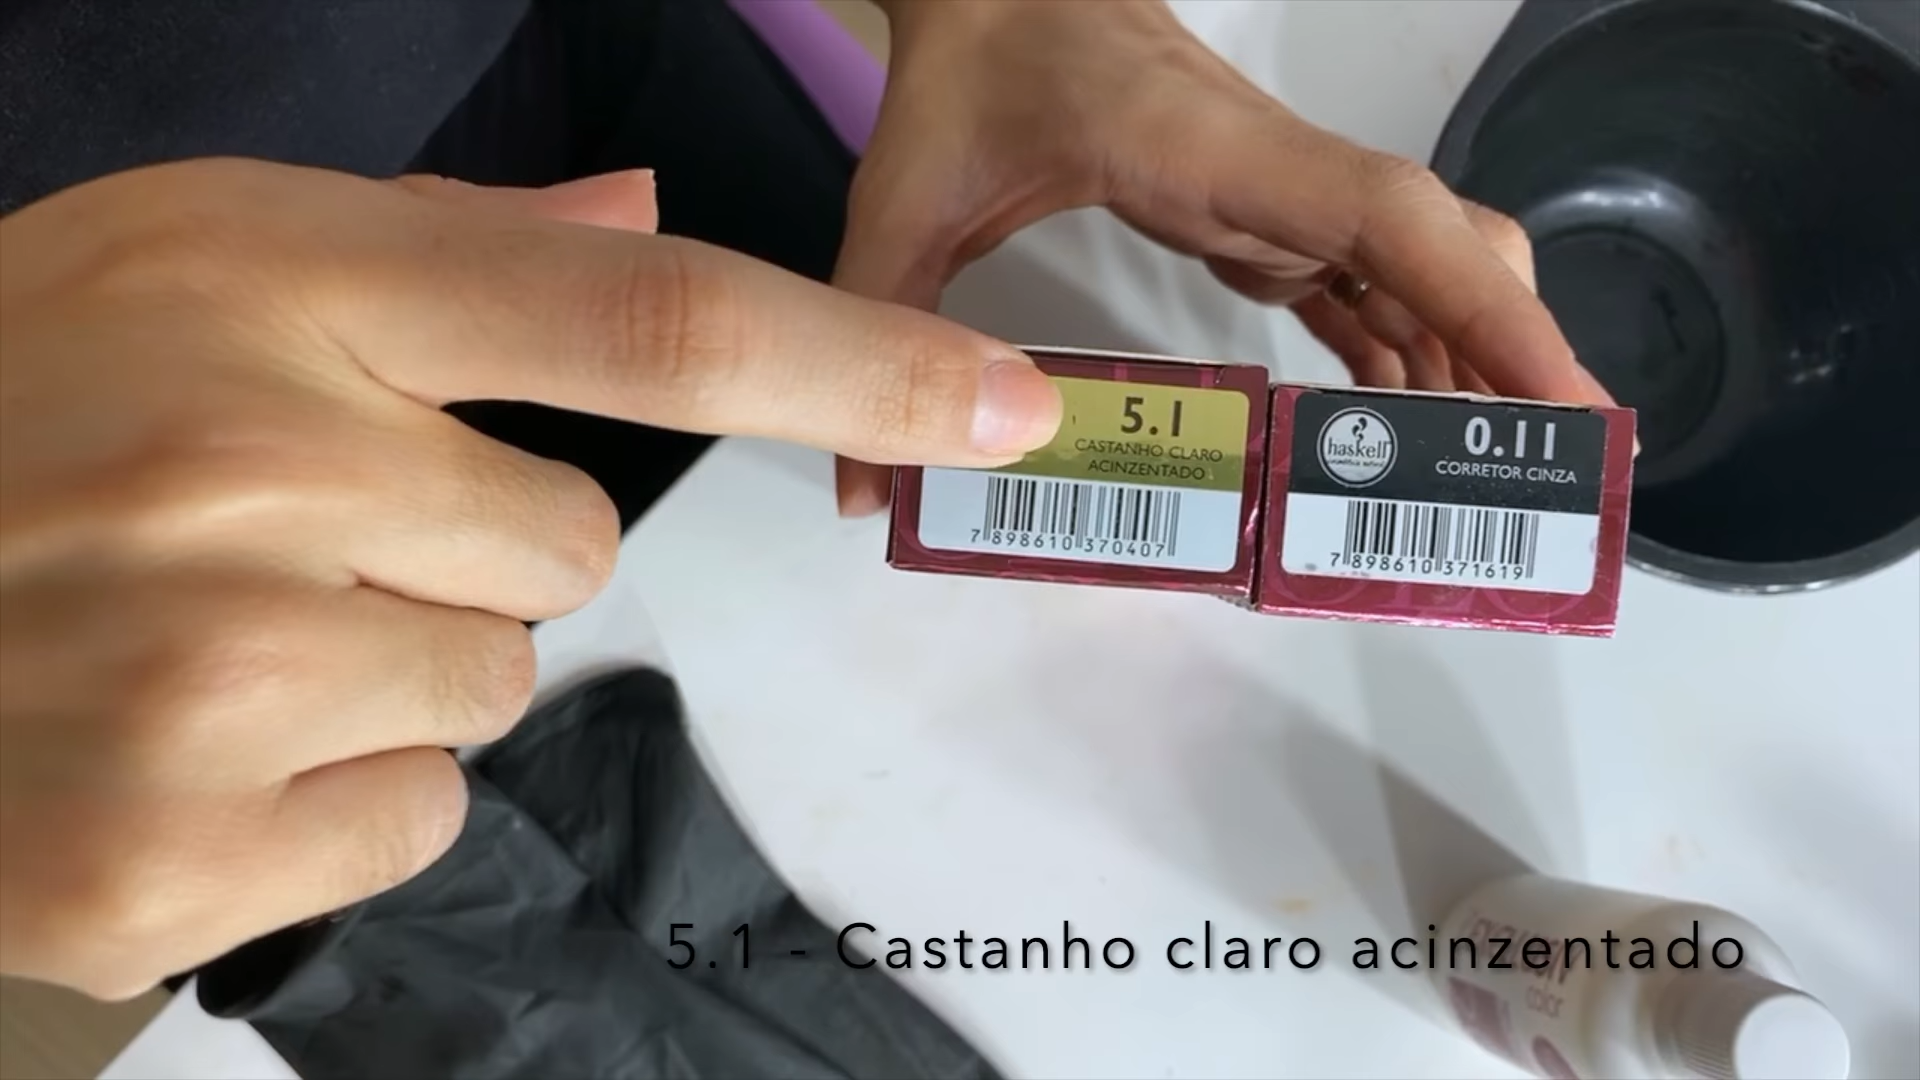 5.1
CASTANHO CLARO
ACINZENTADO
7 898610 370407
haskell
0.11
CORRETOR CINZA
7 898610 371619
5.1 - Castanho claro acinzentado
color